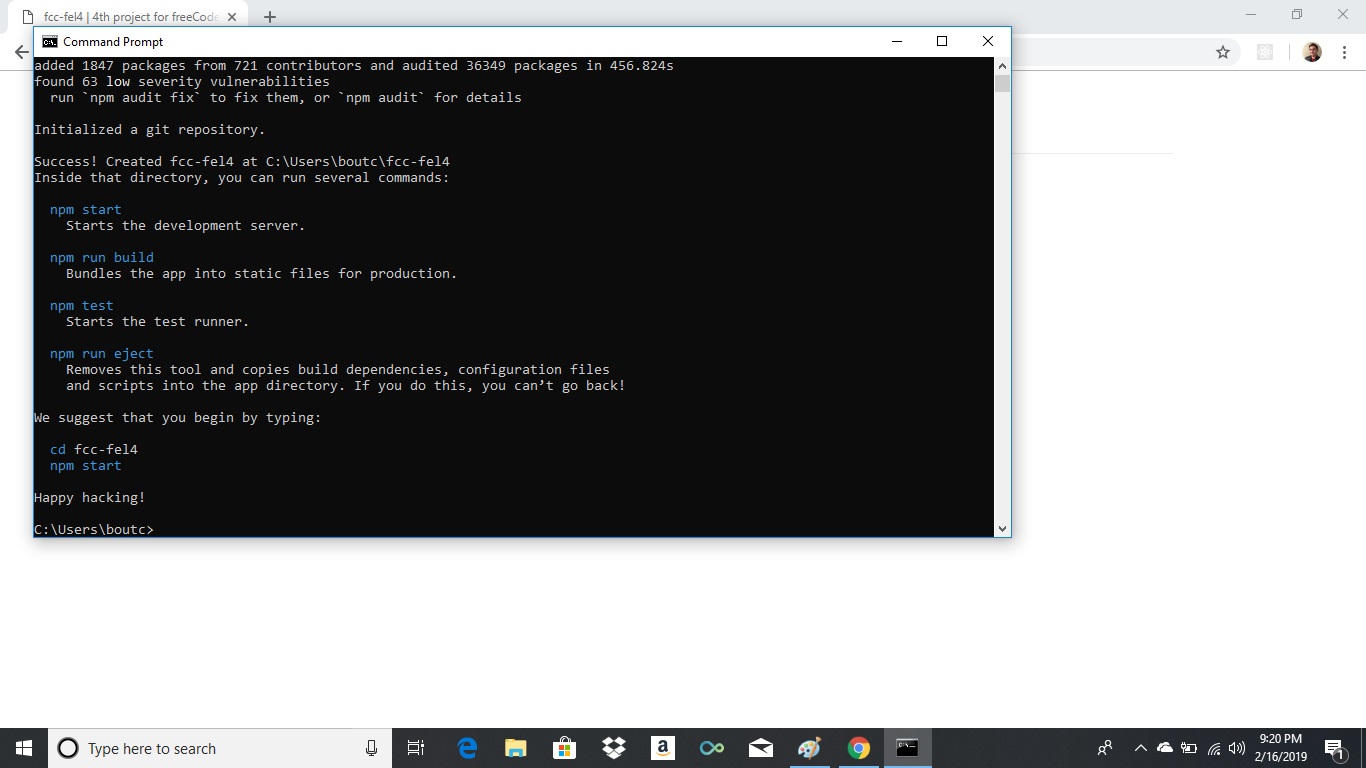 fcc-fel4 | 4th project for freeCode
Command Prompt
added 1847 packages from 721 contributors and audited 36349 packages in 456.824s
found 63 low severity vulnerabilities
run `npm audit fix` to fix them, or `npm audit` for details
Initialized a git repository.
Success! Created fcc-fel4 at C:\Users\boutc\fcc-fel4
Inside that directory, you can run several commands:
npm start
Starts the development server.
npm run build
Bundles the app into static files for production.
npm test
Starts the test runner.
npm run eject
Removes this tool and copies build dependencies, configuration files
and scripts into the app directory. If you do this, you can’t go back!
We suggest that you begin by typing:
cd fcc-fel4
npm start
Happy hacking!
C:\Users\boutc>
Type here to search
9:20 PM
2/16/2019
1